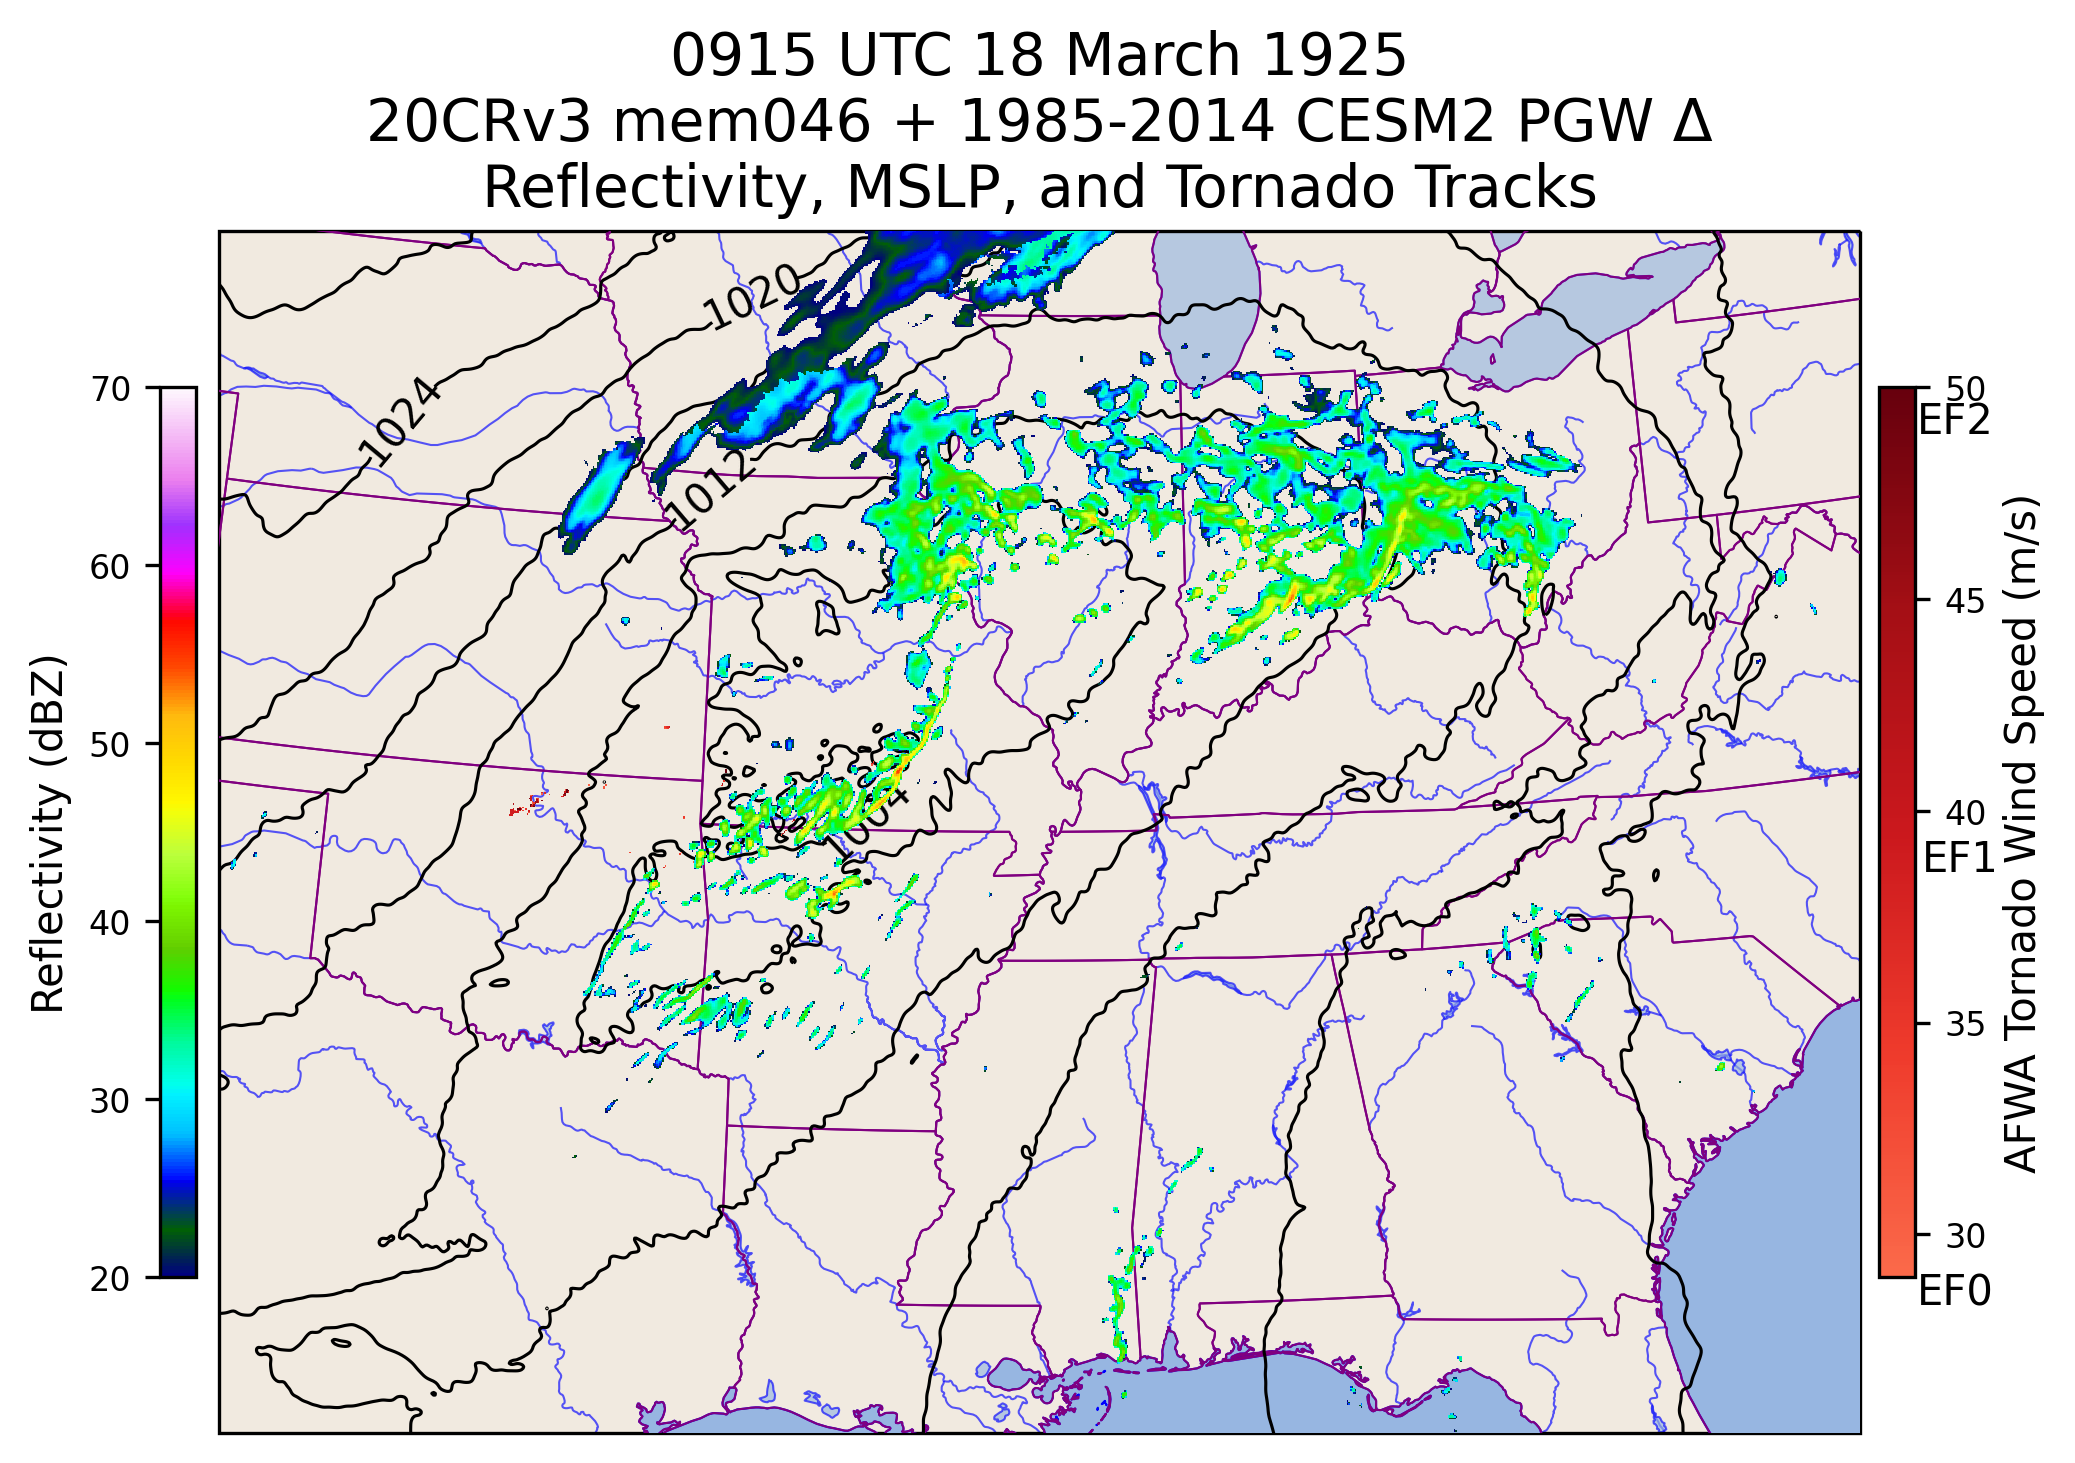 0915 UTC 18 March 1925
20CRv3 mem046 + 1985-2014 CESM2 PGW Δ
Reflectivity, MSLP, and Tornado Tracks
1020
1024
1012
1004
70
60
50
40
30
20
Reflectivity (dBZ)
50
EF2
45
40
EF1
35
30
EF0
AFWA Tornado Wind Speed (m/s)